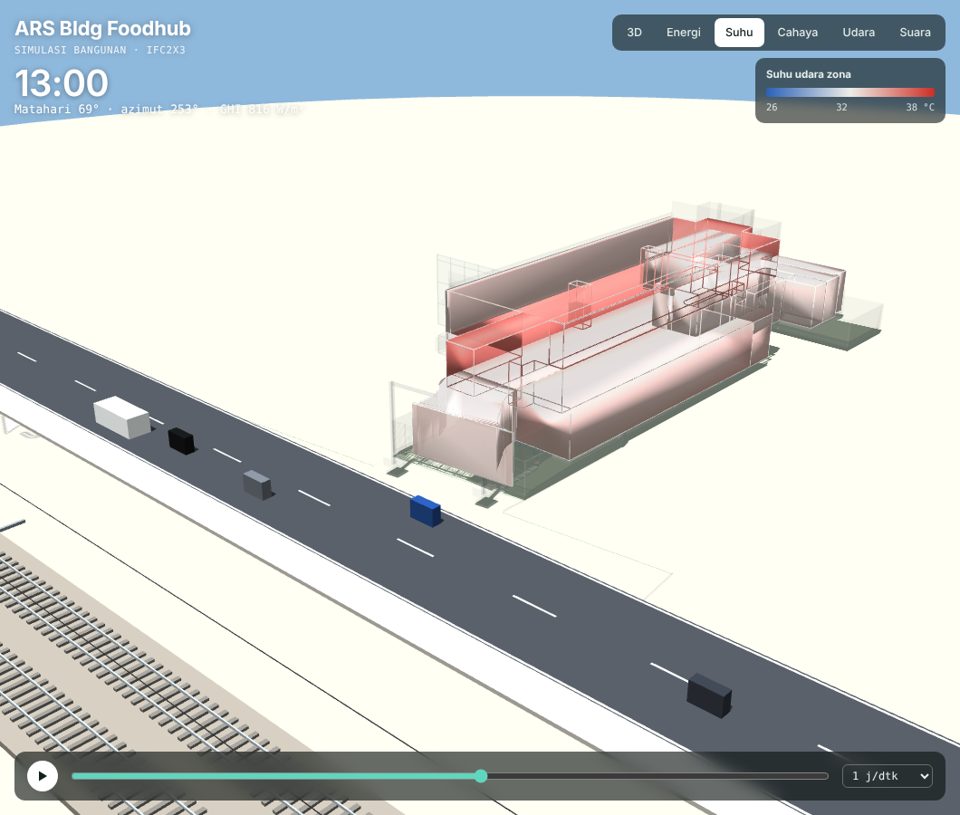 ARS Bldg Foodhub
SIMULASI BANGUNAN · IFC2X3
13:00
Matahari 69° · azimut 253° · GHI 816 W/m²
3D
Energi
Suhu
Cahaya
Udara
Suara
Suhu udara zona
26 32 38 °C
1 j/dtk